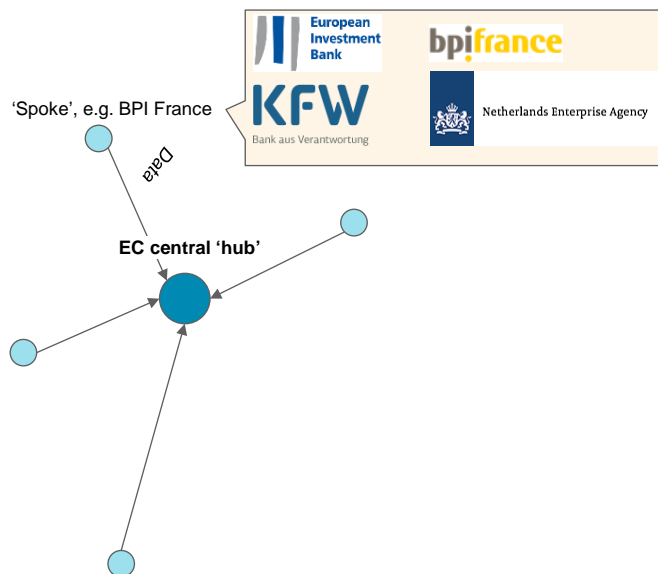 European
Investment
Bank
bpifrance
‘Spoke’, e.g. BPI France
KFW
Bank aus Verantwortung
Netherlands Enterprise Agency
Data
EC central ‘hub’